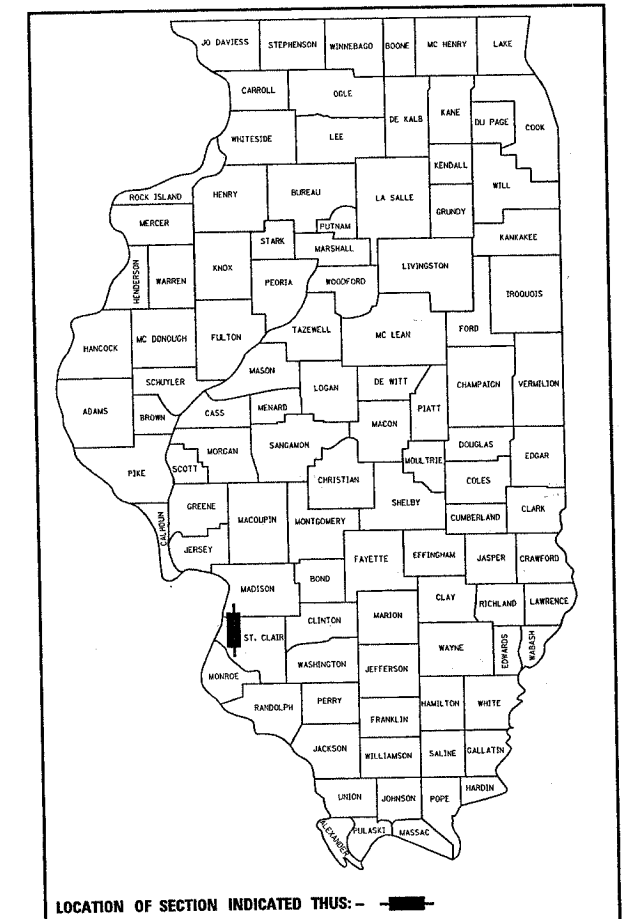 JO DAVIESS STEPHENSON WINNEBAGO BOONE MC HENRY LAKE
CARROLL OGLE DE KALB KANE DU PAGE COOK
WHITESIDE LEE
KENDALL WILL
ROCK ISLAND HENRY BUREAU LA SALLE GRUNDY
MERCER PUTNAM KANKAKEE
STARK MARSHALL
HENDERSON WARREN KNOX PEORIA WOODFORD LIVINGSTON IROQUOIS
HANCOCK MC DONOUGH FULTON TAZEWELL MC LEAN FORD
MASON
SCHUYLER LOGAN DE WITT CHAMPAIGN VERMILION
ADAMS BROWN CASS MENARD MACON PIATT
PIKE SCOTT MORGAN SANGAMON MOULTRIE DOUGLAS EDGAR
CHRISTIAN COLES
SHELBY
CALHOUN GREENE MACOUPIN MONTGOMERY CUMBERLAND CLARK
JERSEY FAYETTE EFFINGHAM JASPER CRAWFORD
MADISON BOND CLAY
MARION RICHLAND LAWRENCE
ST. CLAIR CLINTON WAYNE EDWARDS WABASH
MONROE WASHINGTON JEFFERSON
RANDOLPH PERRY HAMILTON WHITE
FRANKLIN
JACKSON WILLIAMSON SALINE GALLATIN
UNION JOHNSON POPE HARDIN
ALEXANDER PULASKI MASSAC
LOCATION OF SECTION INDICATED THUS: -